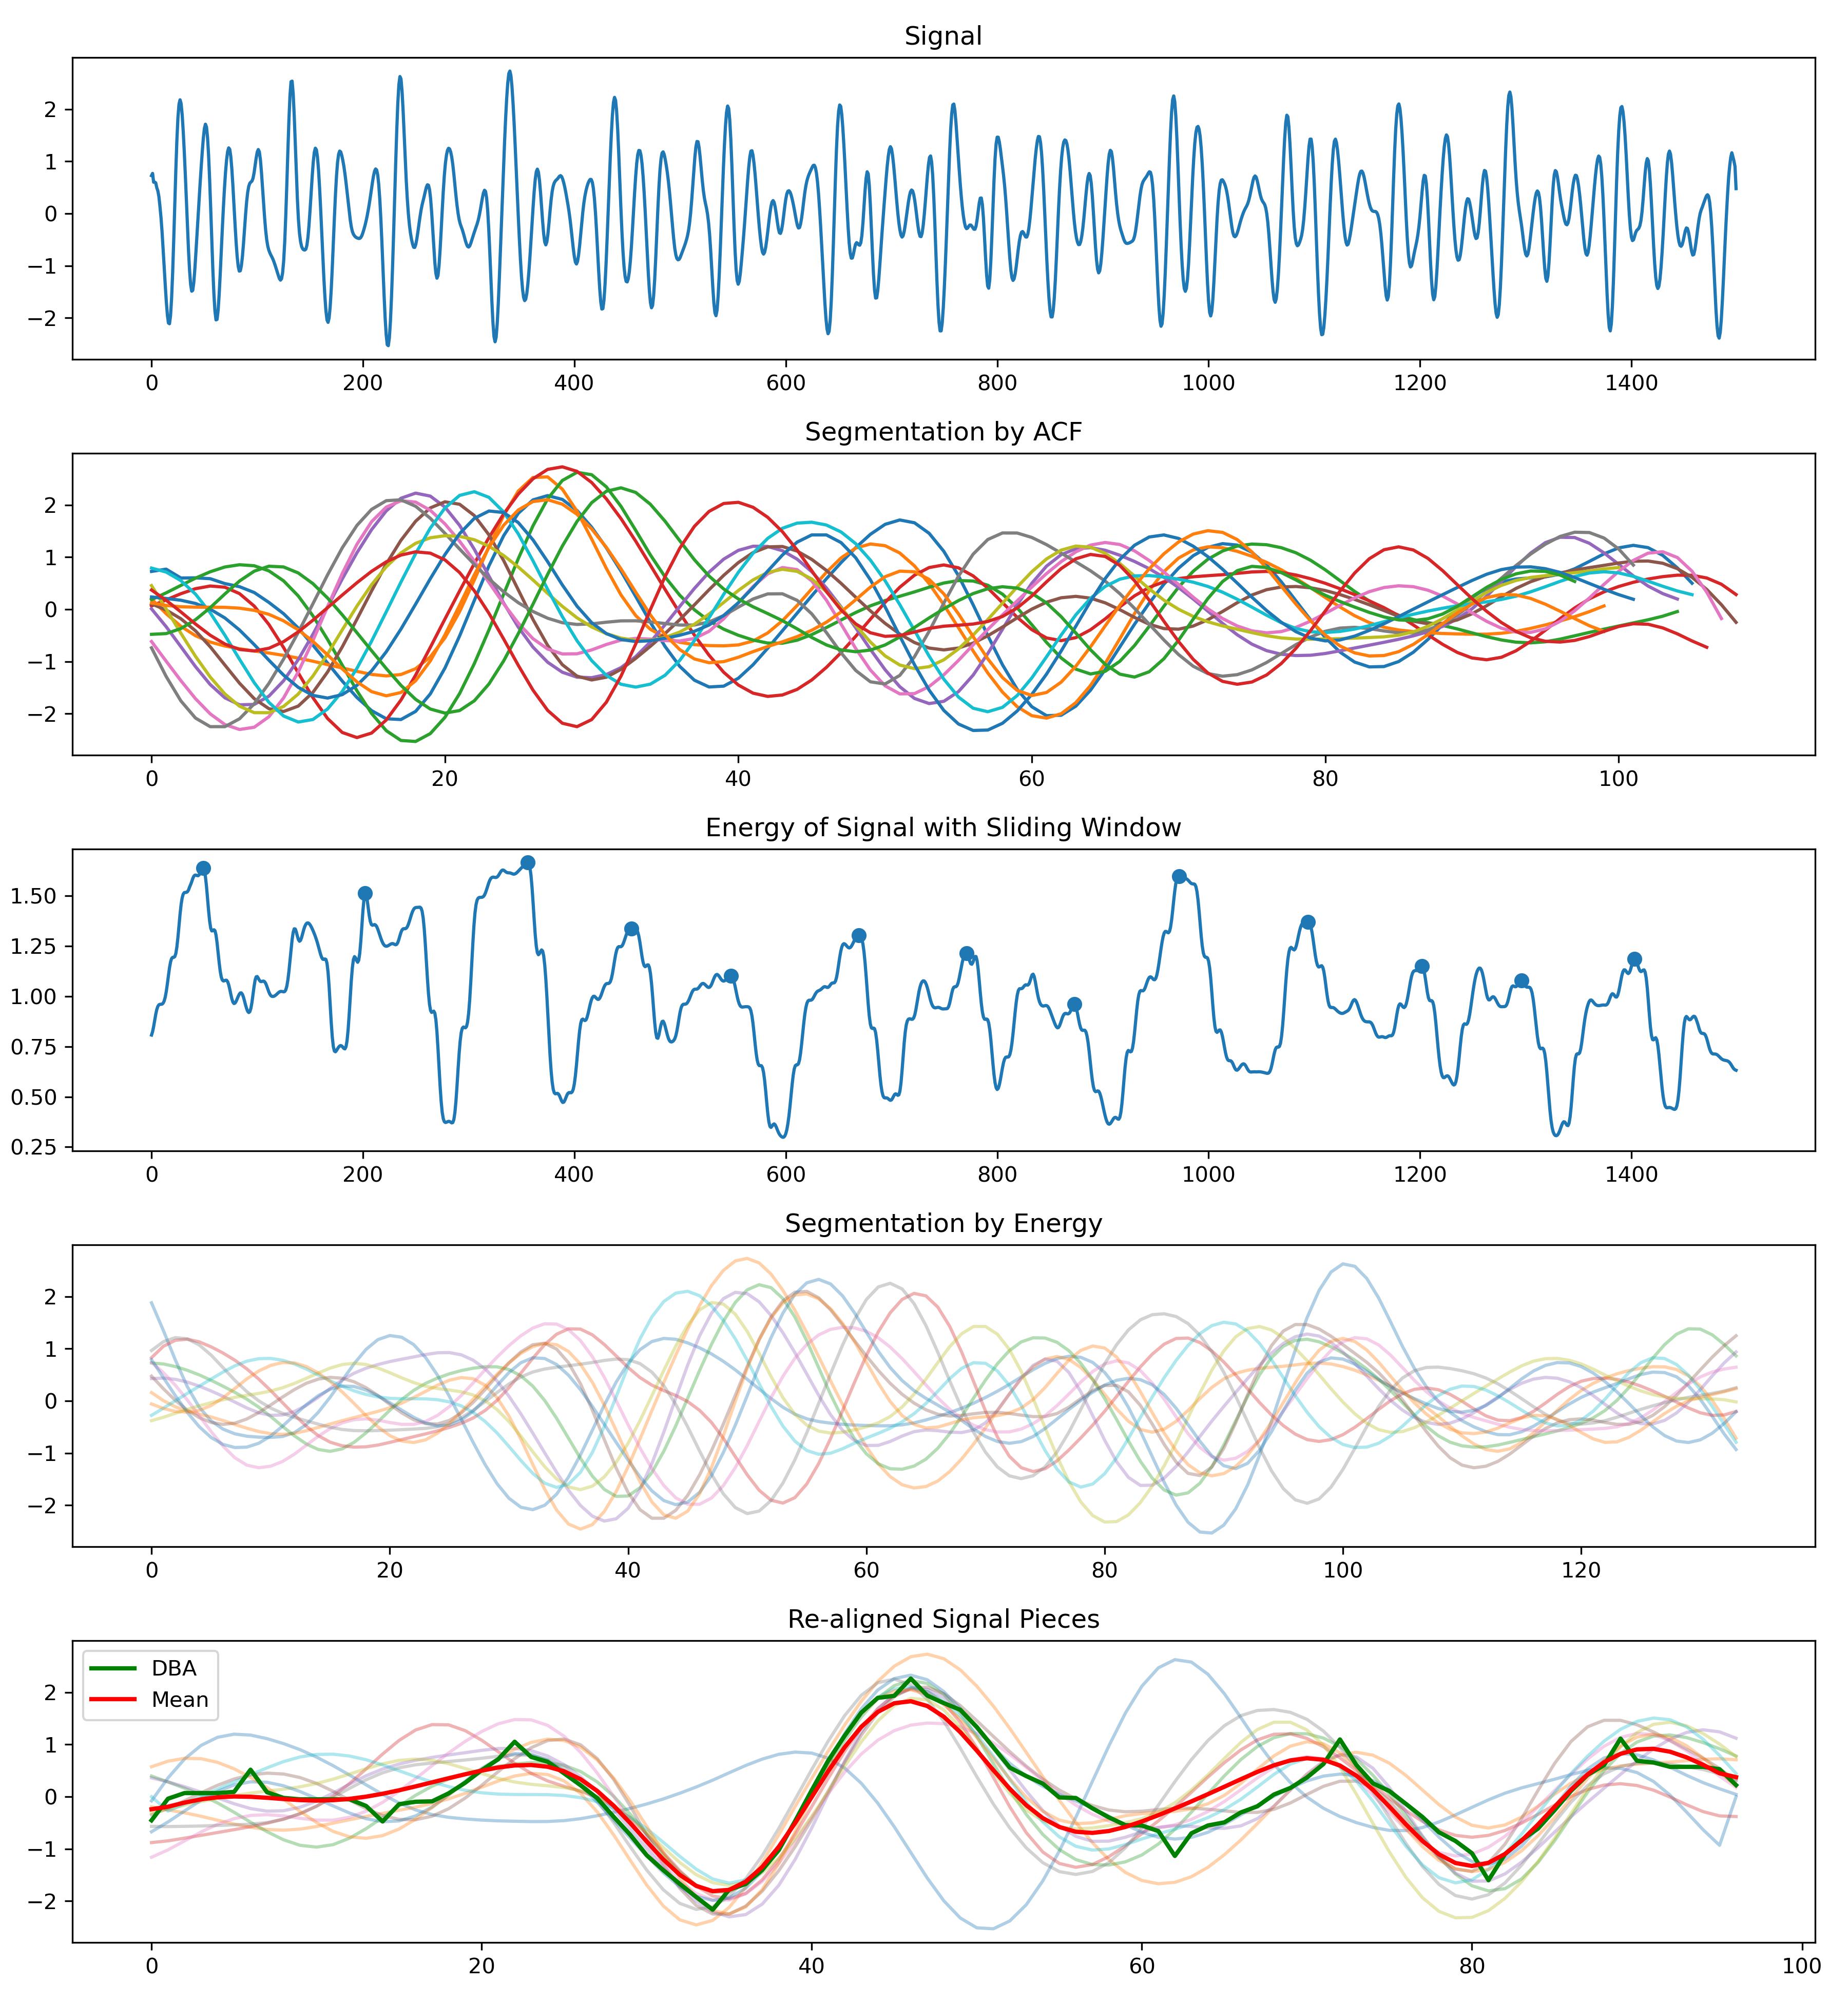 Signal
2
1
0
−1
−2
0 200 400 600 800 1000 1200 1400
Segmentation by ACF
2
1
0
−1
−2
0 20 40 60 80 100
Energy of Signal with Sliding Window
1.50
1.25
1.00
0.75
0.50
0.25
0 200 400 600 800 1000 1200 1400
Segmentation by Energy
2
1
0
−1
−2
0 20 40 60 80 100 120
Re-aligned Signal Pieces
DBA
Mean
2
1
0
−1
−2
0 20 40 60 80 100